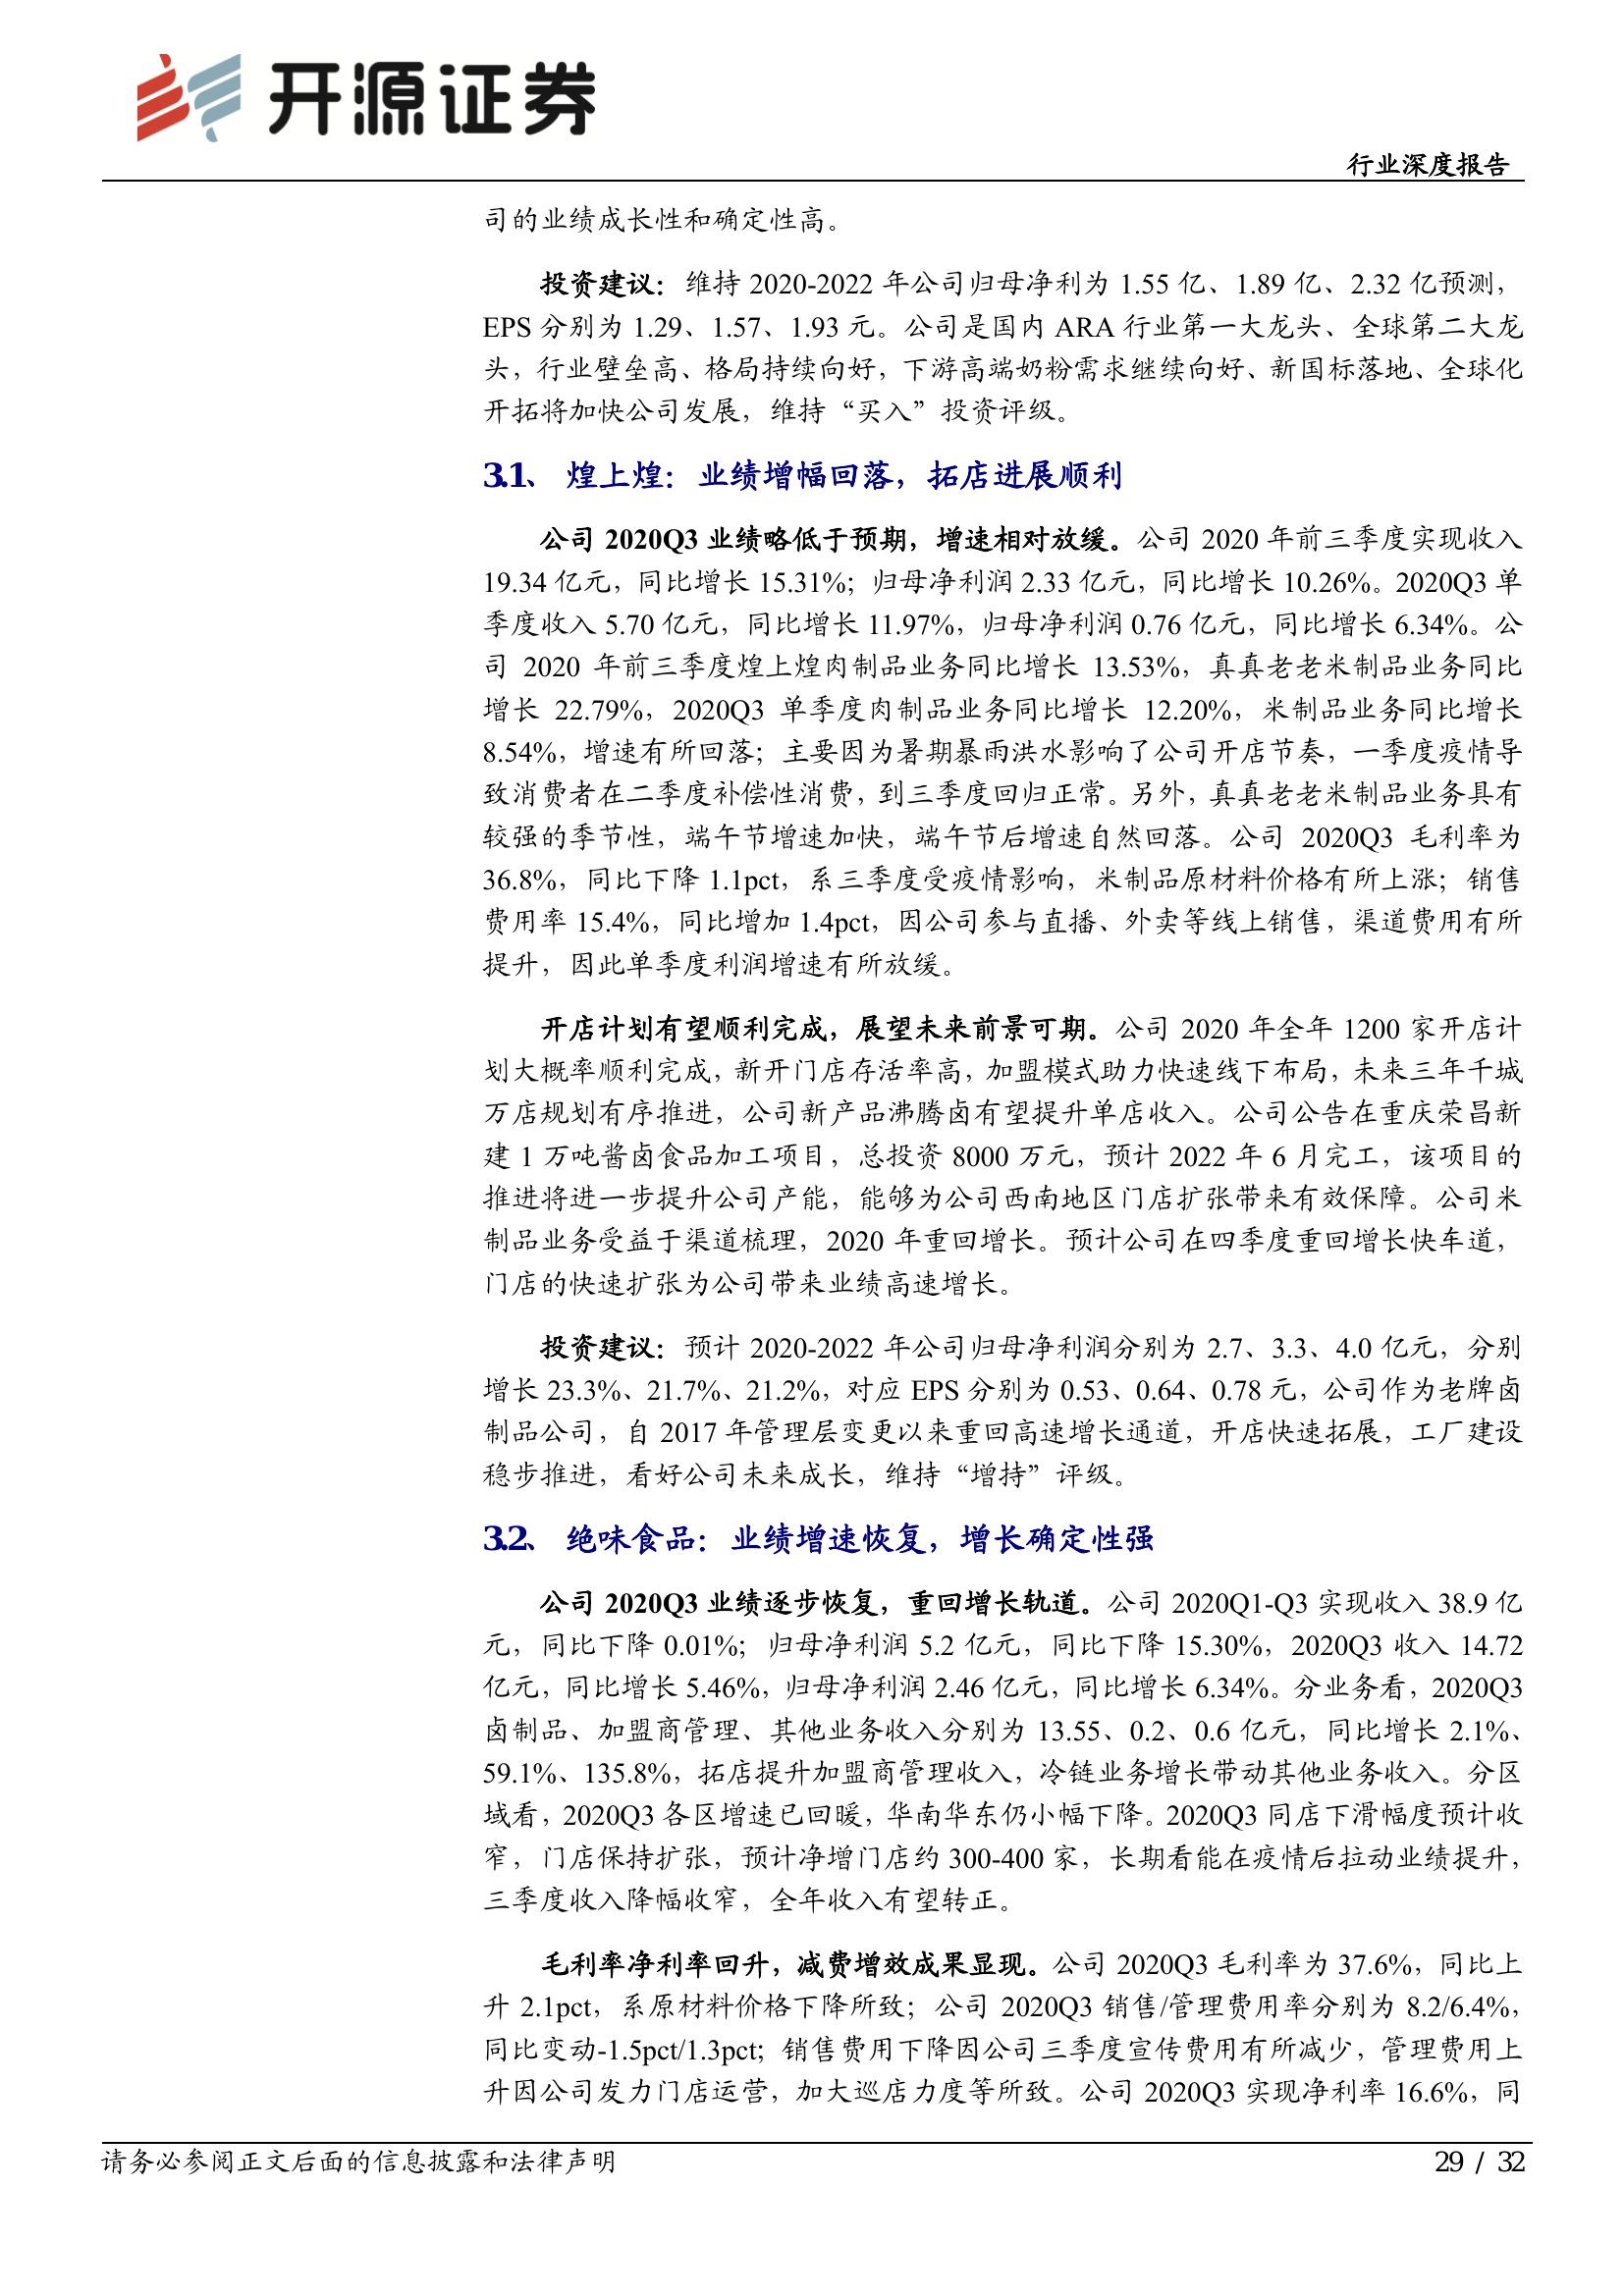 开源证券
行业深度报告
司的业绩成长性和确定性高。
投资建议：维持 2020-2022 年公司归母净利为 1.55 亿、1.89 亿、2.32 亿预测，
EPS 分别为 1.29、1.57、1.93 元。公司是国内 ARA 行业第一大龙头、全球第二大龙
头，行业壁垒高、格局持续向好，下游高端奶粉需求继续向好、新国标落地、全球化
开拓将加快公司发展，维持“买入”投资评级。
3.1、 煌上煌：业绩增幅回落，拓店进展顺利
公司 2020Q3 业绩略低于预期，增速相对放缓。公司 2020 年前三季度实现收入
19.34 亿元，同比增长 15.31%；归母净利润 2.33 亿元，同比增长 10.26%。2020Q3 单
季度收入 5.70 亿元，同比增长 11.97%，归母净利润 0.76 亿元，同比增长 6.34%。公
司 2020 年前三季度煌上煌肉制品业务同比增长 13.53%，真真老老米制品业务同比
增长 22.79%，2020Q3 单季度肉制品业务同比增长 12.20%，米制品业务同比增长
8.54%，增速有所回落；主要因为暑期暴雨洪水影响了公司开店节奏，一季度疫情导
致消费者在二季度补偿性消费，到三季度回归正常。另外，真真老老米制品业务具有
较强的季节性，端午节增速加快，端午节后增速自然回落。公司 2020Q3 毛利率为
36.8%，同比下降 1.1pct，系三季度受疫情影响，米制品原材料价格有所上涨；销售
费用率 15.4%，同比增加 1.4pct，因公司参与直播、外卖等线上销售，渠道费用有所
提升，因此单季度利润增速有所放缓。
开店计划有望顺利完成，展望未来前景可期。公司 2020 年全年 1200 家开店计
划大概率顺利完成，新开门店存活率高，加盟模式助力快速线下布局，未来三年千城
万店规划有序推进，公司新产品沸腾卤有望提升单店收入。公司公告在重庆荣昌新
建 1 万吨酱卤食品加工项目，总投资 8000 万元，预计 2022 年 6 月完工，该项目的
推进将进一步提升公司产能，能够为公司西南地区门店扩张带来有效保障。公司米
制品业务受益于渠道梳理，2020 年重回增长。预计公司在四季度重回增长快车道，
门店的快速扩张为公司带来业绩高速增长。
投资建议：预计 2020-2022 年公司归母净利润分别为 2.7、3.3、4.0 亿元，分别
增长 23.3%、21.7%、21.2%，对应 EPS 分别为 0.53、0.64、0.78 元，公司作为老牌卤
制品公司，自 2017 年管理层变更以来重回高速增长通道，开店快速拓展，工厂建设
稳步推进，看好公司未来成长，维持“增持”评级。
3.2、 绝味食品：业绩增速恢复，增长确定性强
公司 2020Q3 业绩逐步恢复，重回增长轨道。公司 2020Q1-Q3 实现收入 38.9 亿
元，同比下降 0.01%；归母净利润 5.2 亿元，同比下降 15.30%，2020Q3 收入 14.72
亿元，同比增长 5.46%，归母净利润 2.46 亿元，同比增长 6.34%。分业务看，2020Q3
卤制品、加盟商管理、其他业务收入分别为 13.55、0.2、0.6 亿元，同比增长 2.1%、
59.1%、135.8%，拓店提升加盟商管理收入，冷链业务增长带动其他业务收入。分区
域看，2020Q3 各区增速已回暖，华南华东仍小幅下降。2020Q3 同店下滑幅度预计收
窄，门店保持扩张，预计净增门店约 300-400 家，长期看能在疫情后拉动业绩提升，
三季度收入降幅收窄，全年收入有望转正。
毛利率净利率回升，减费增效成果显现。公司 2020Q3 毛利率为 37.6%，同比上
升 2.1pct，系原材料价格下降所致；公司 2020Q3 销售/管理费用率分别为 8.2/6.4%，
同比变动-1.5pct/1.3pct；销售费用下降因公司三季度宣传费用有所减少，管理费用上
升因公司发力门店运营，加大巡店力度等所致。公司 2020Q3 实现净利率 16.6%，同
请务必参阅正文后面的信息披露和法律声明
29 / 32